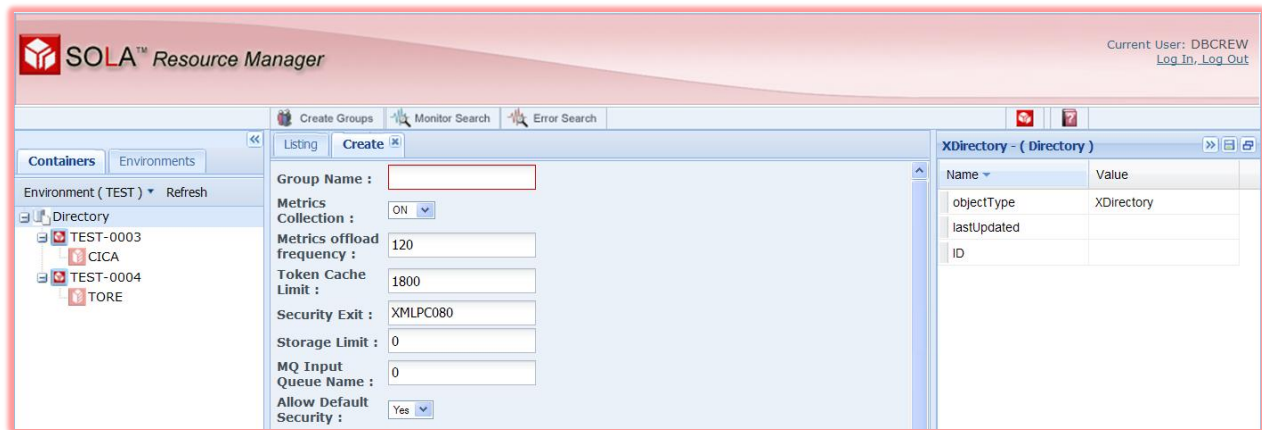 SOLA™ Resource Manager
Current User: DBCREW
Log In, Log Out
Create Groups Monitor Search Error Search
Containers Environments
Environment ( TEST ) Refresh
Directory
TEST-0003
CICA
TEST-0004
TORE
Listing Create
Group Name :
Metrics
Collection :
ON
Metrics offload
frequency :
120
Token Cache
Limit :
1800
Security Exit :
XMLPC080
Storage Limit :
0
MQ Input
Queue Name :
0
Allow Default
Security :
Yes
XDirectory - ( Directory )
Name Value
objectType XDirectory
lastUpdated
ID